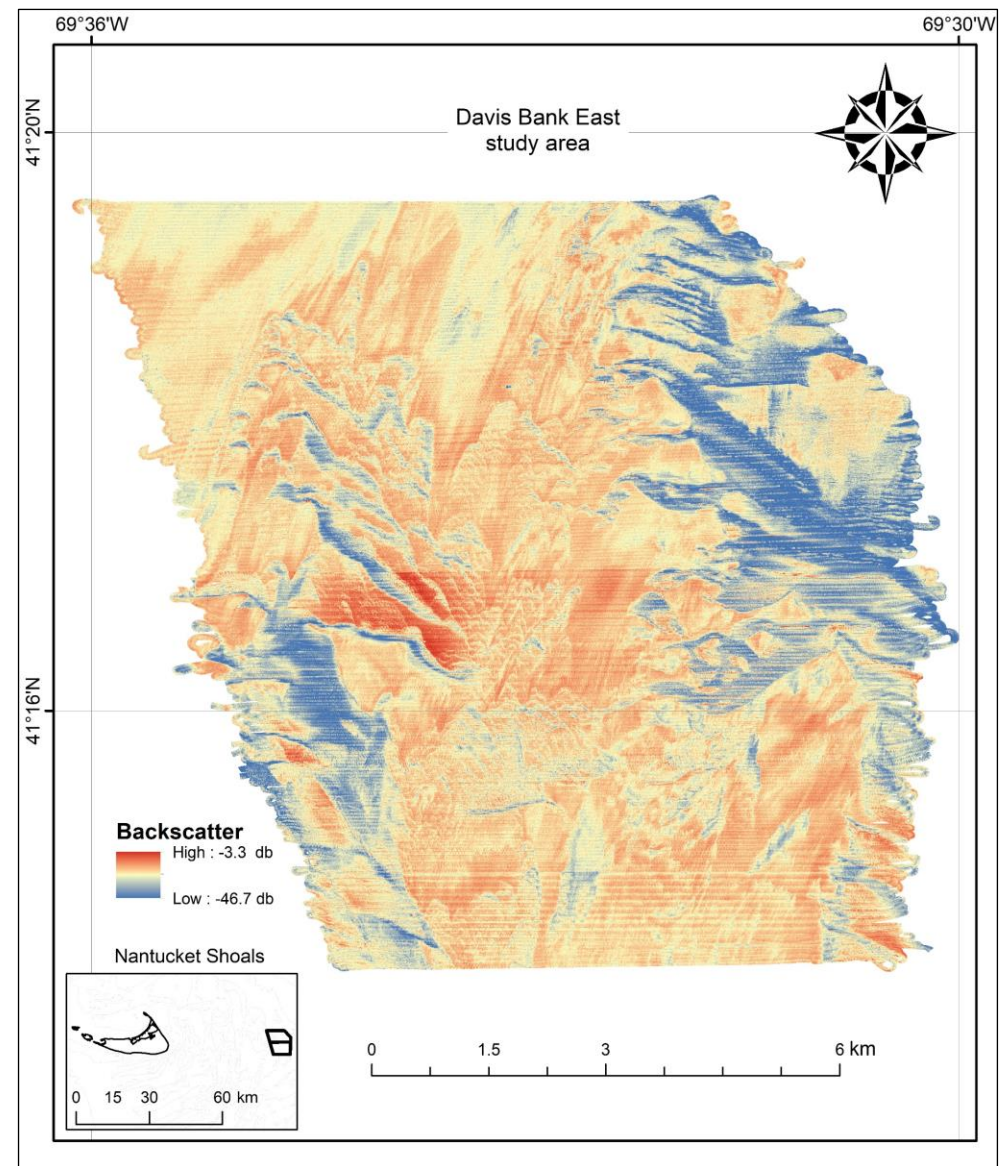 69°36'W
69°30'W
41°20'N
Davis Bank East
study area
41°16'N
Backscatter
High : -3.3 db
Low : -46.7 db
Nantucket Shoals
0 15 30 60 km
0 1.5 3 6 km